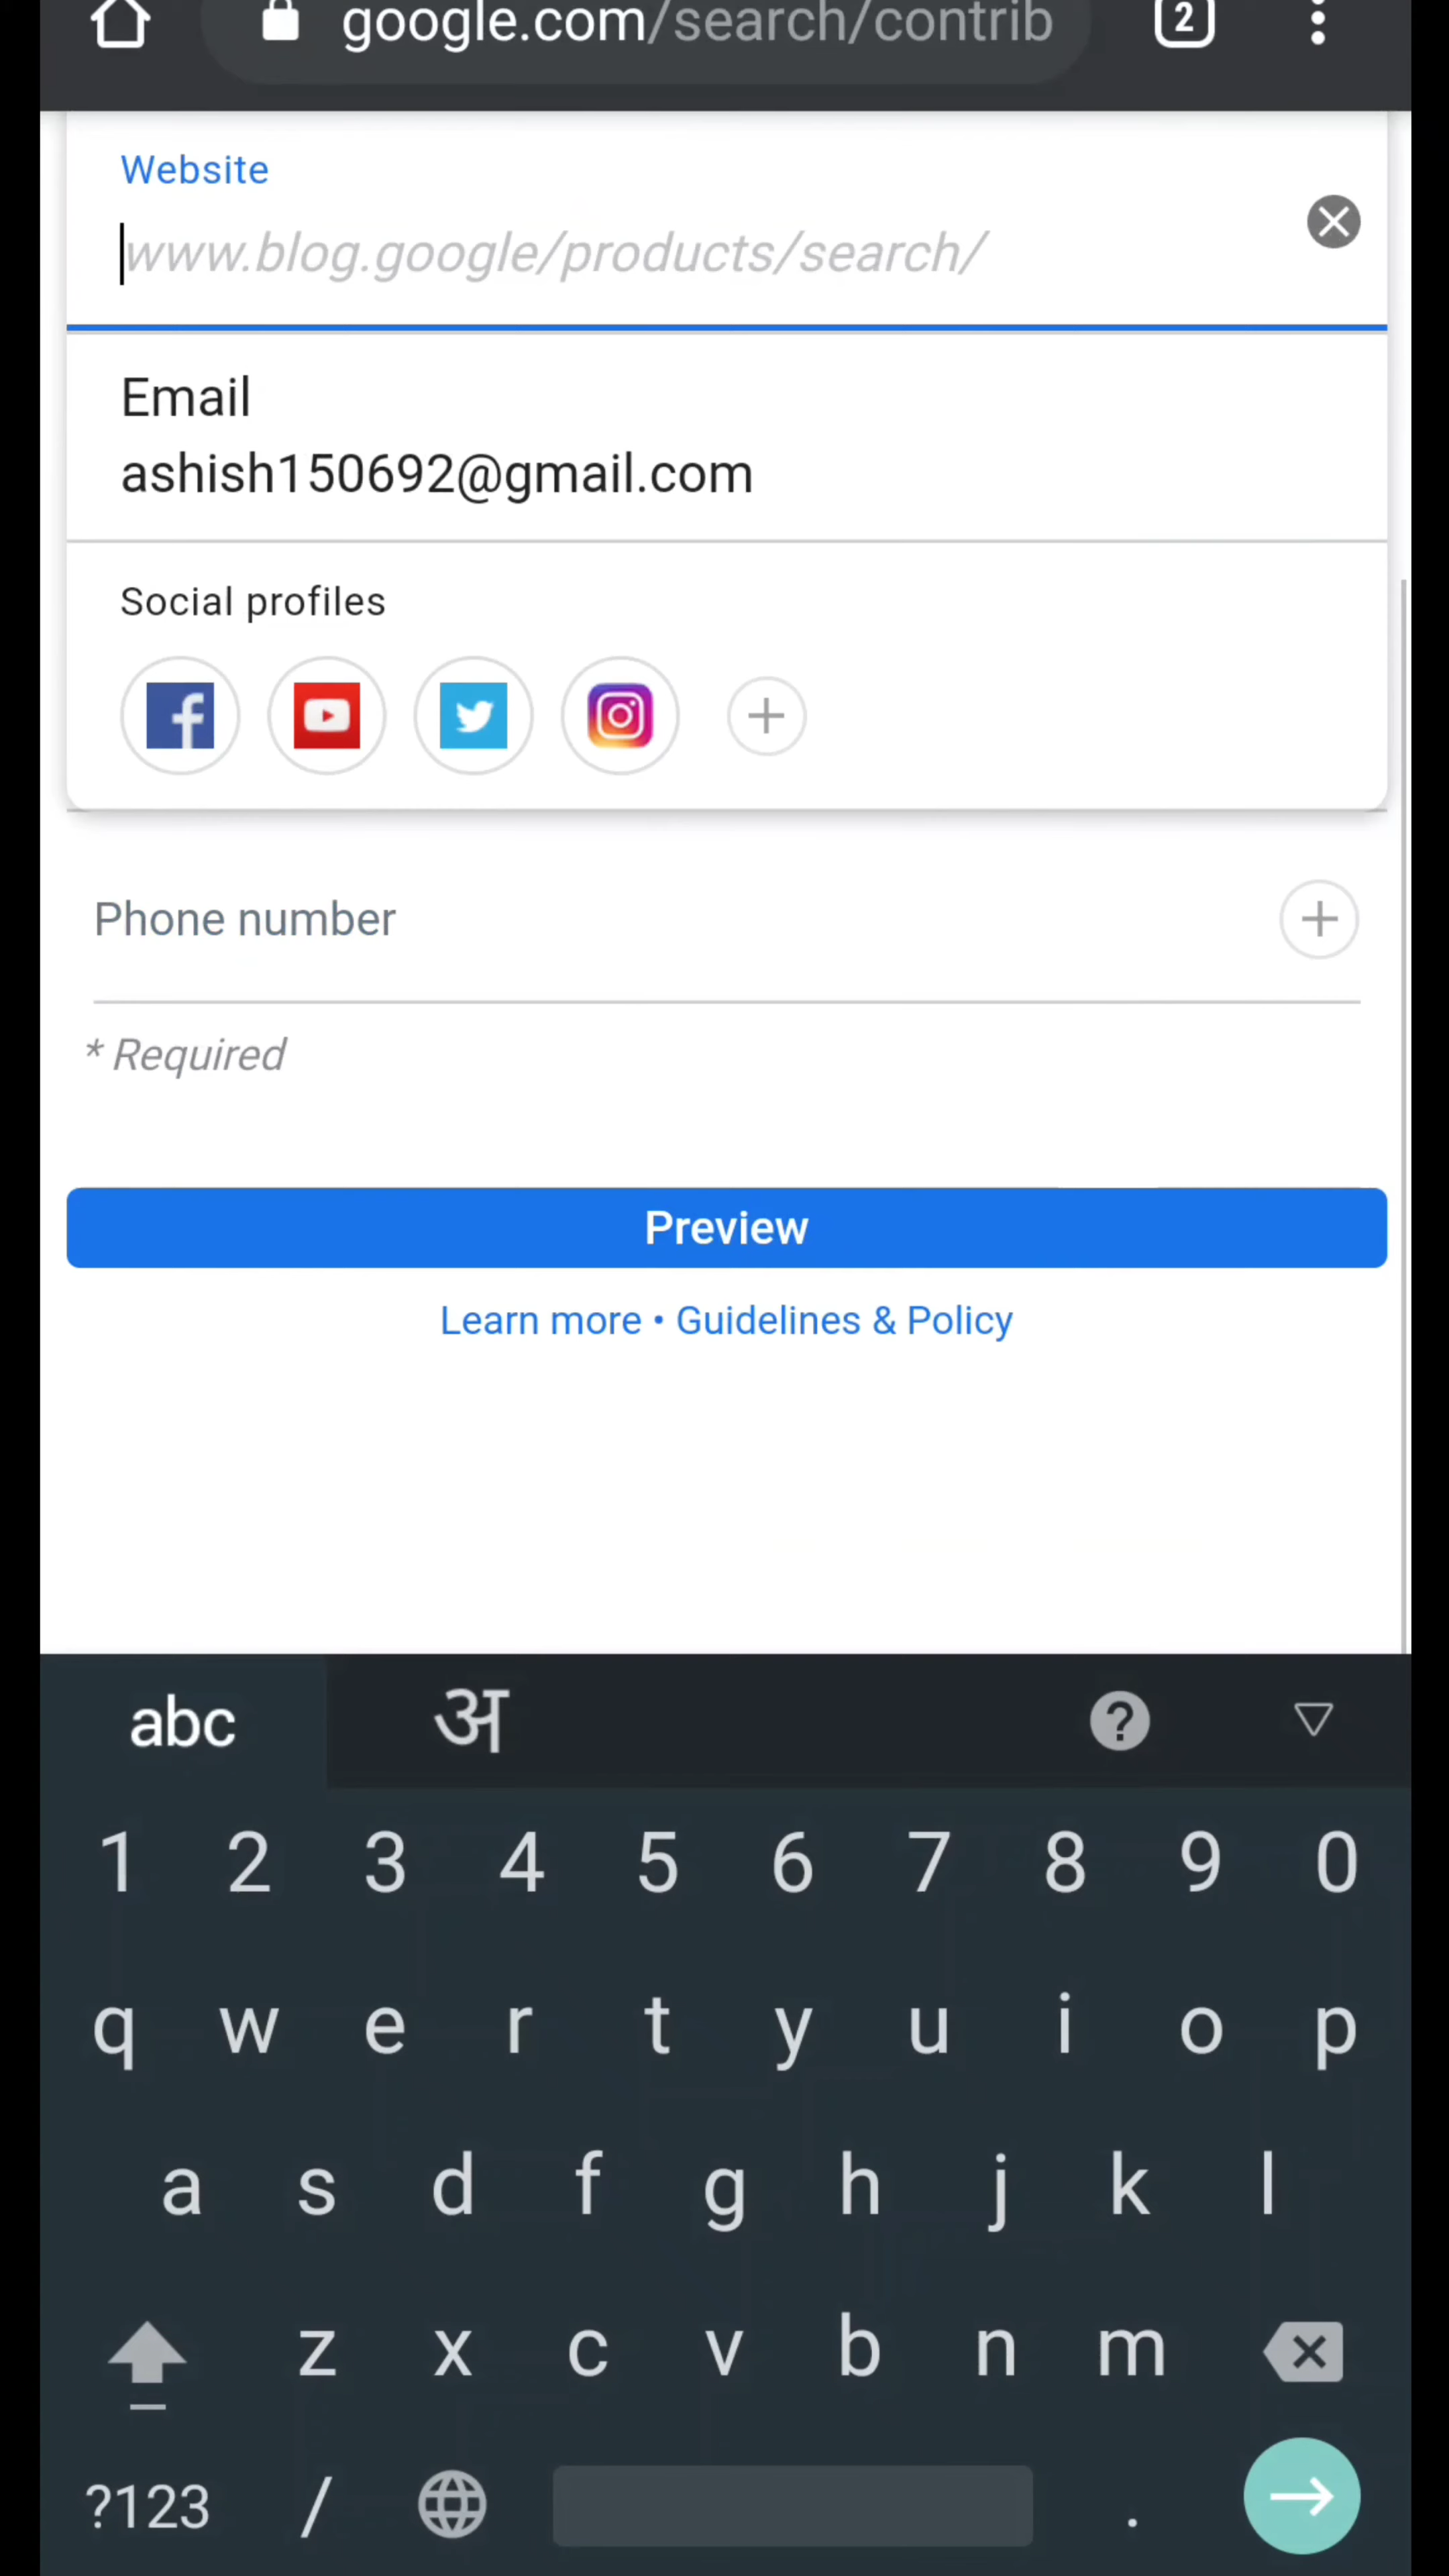 google.com/search/contrib
2
Website
www.blog.google/products/search/
Email
ashish150692@gmail.com
Social profiles
Phone number
* Required
Preview
Learn more • Guidelines & Policy
abc अ ?
1 2 3 4 5 6 7 8 9 0
q w e r t y u i o p
a s d f g h j k l
z x c v b n m
?123 / .